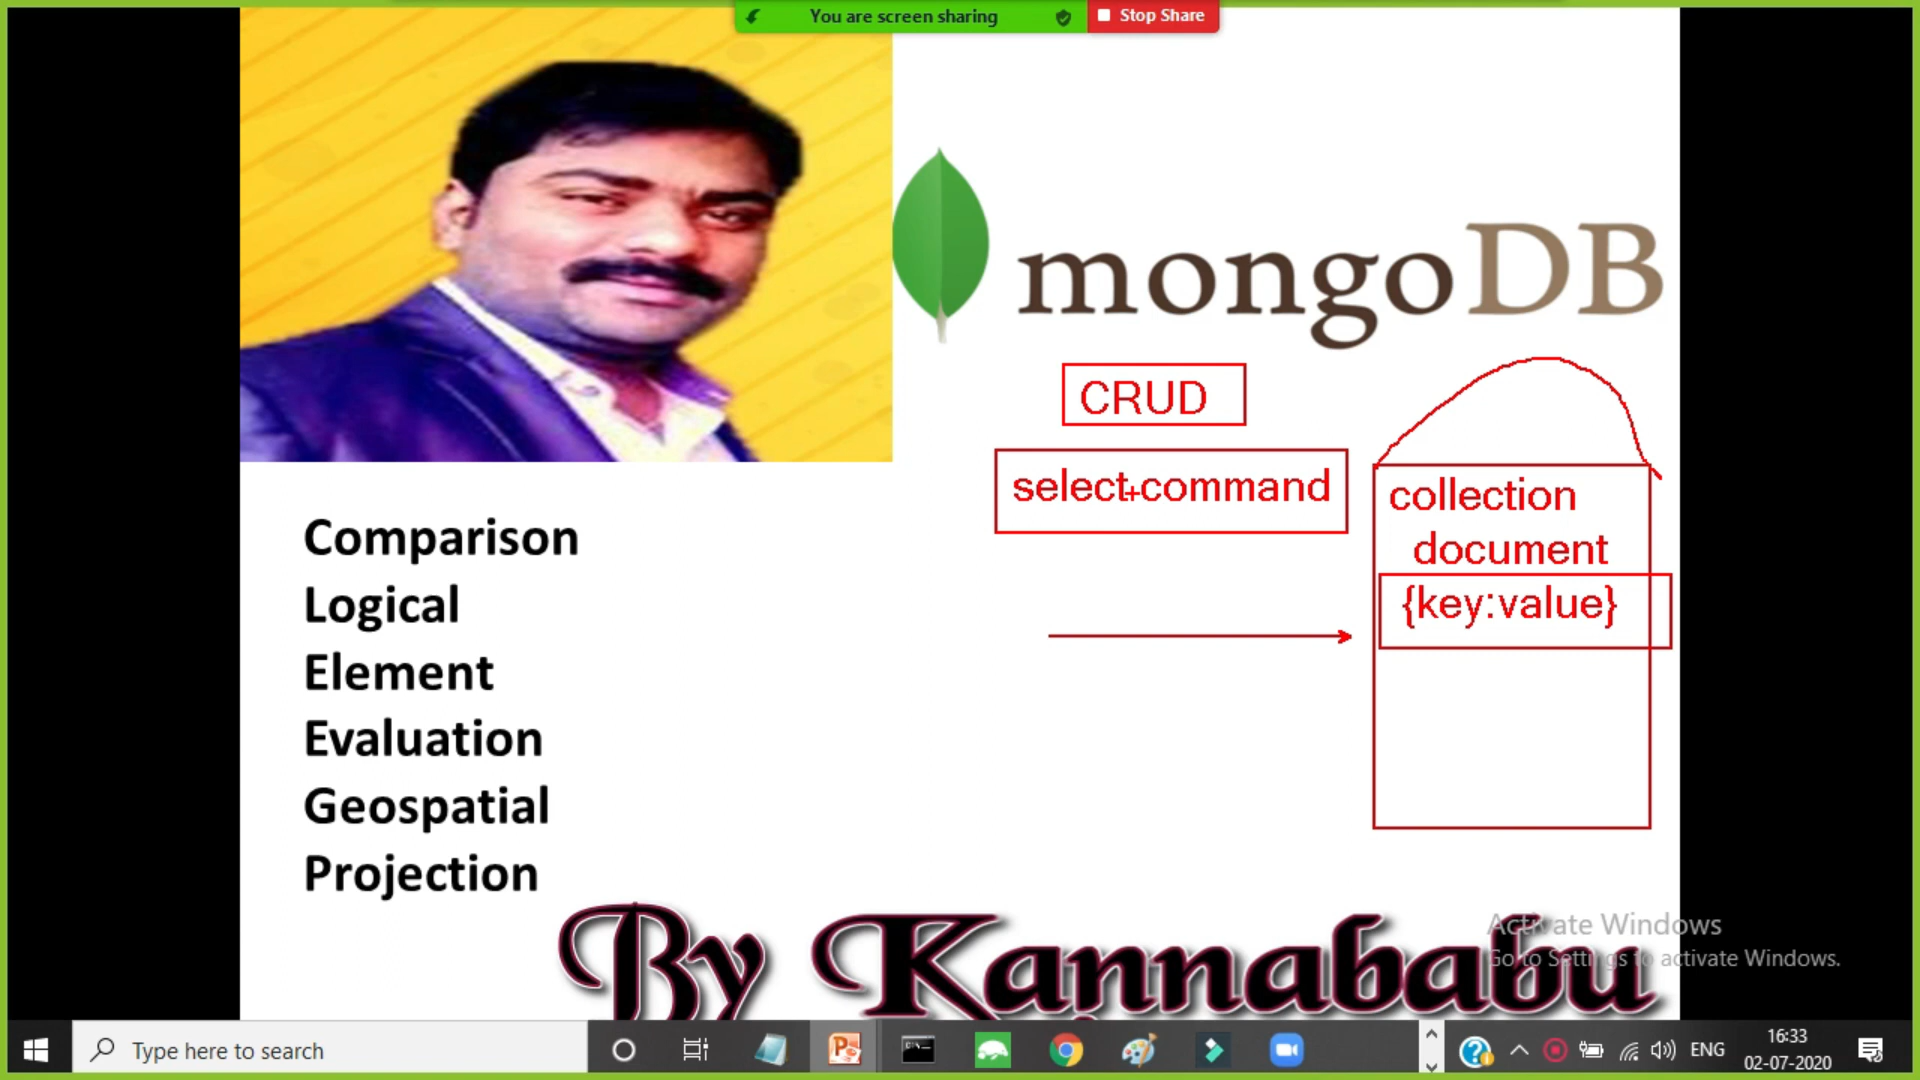 You are screen sharing
Stop Share
mongoDB
CRUD
select+command
collection
document
{key:value}
Comparison
Logical
Element
Evaluation
Geospatial
Projection
By Kannababu
Activate Windows
Go to Settings to activate Windows.
Type here to search
ENG
16:33
02-07-2020